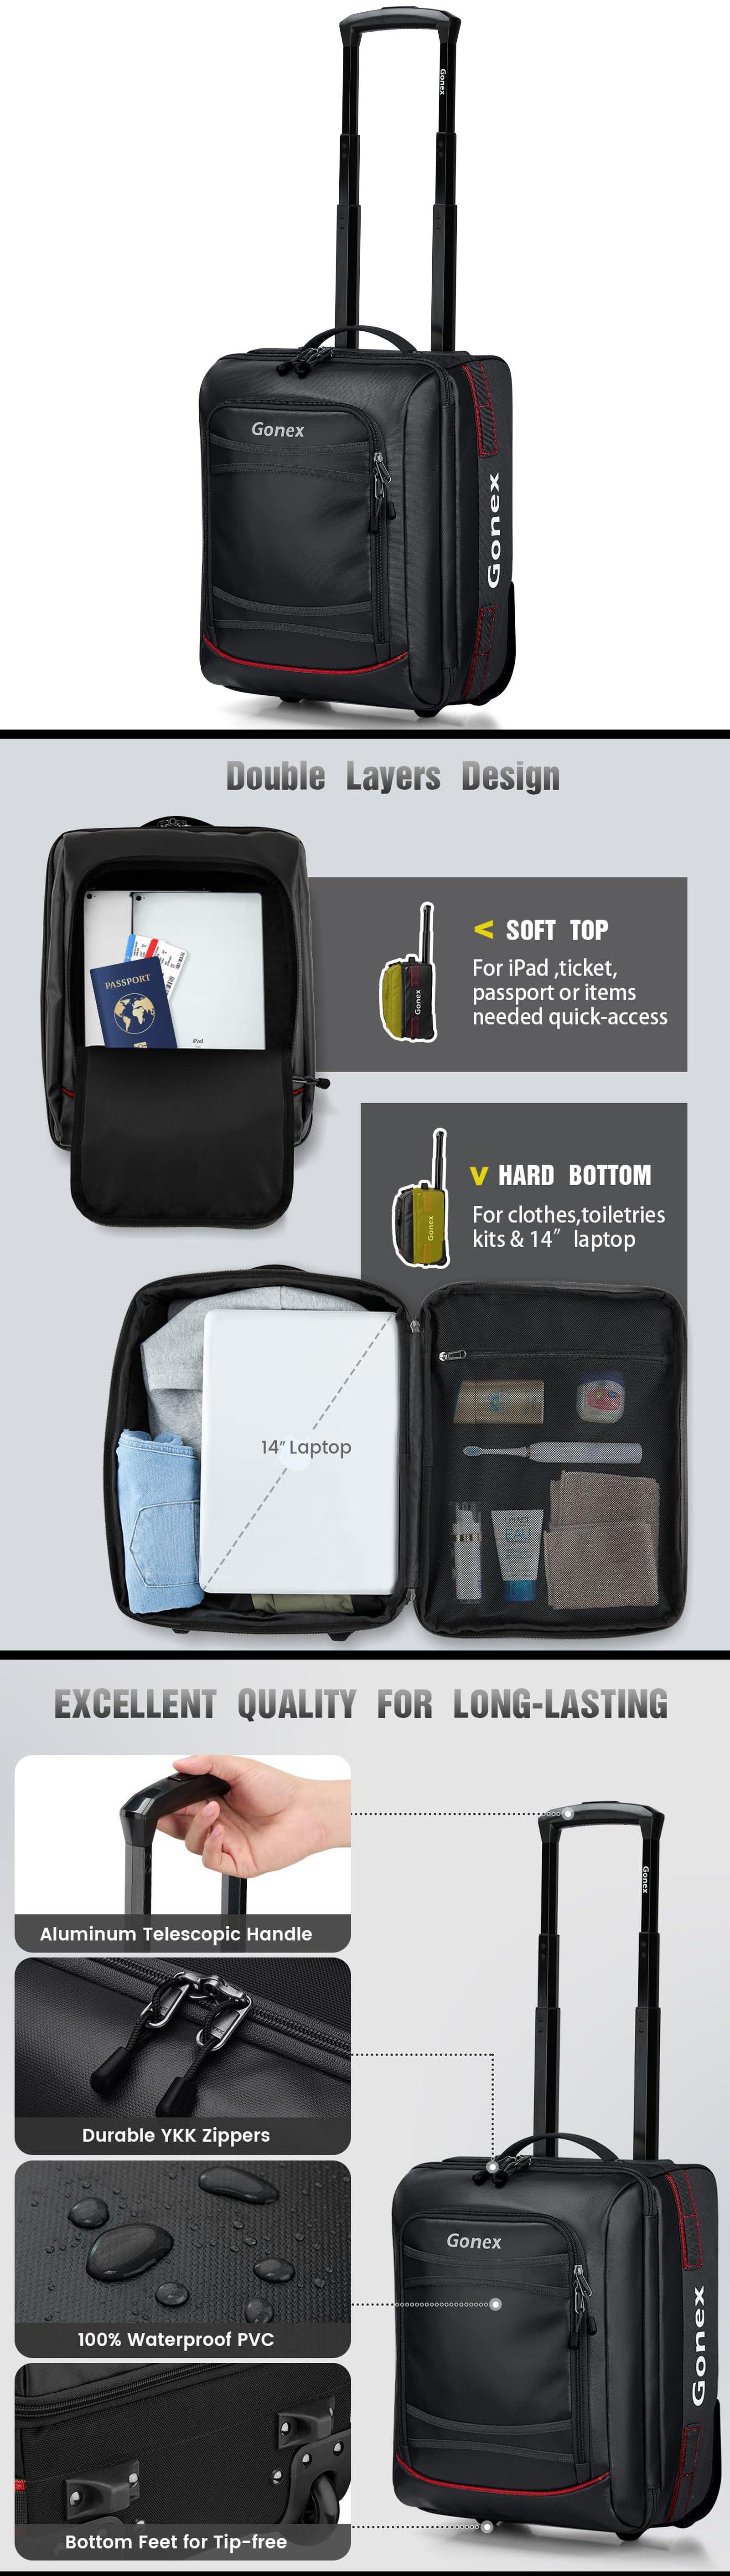 Gonex
Gonex
Gonex
Double Layers Design
PASSPORT
iPad
< SOFT TOP
For iPad ,ticket,
passport or items
needed quick-access
Gonex
v HARD BOTTOM
For clothes,toiletries
kits & 14" laptop
Gonex
14" Laptop
EAU
EXCELLENT QUALITY FOR LONG-LASTING
Aluminum Telescopic Handle
Gonex
Durable YKK Zippers
Gonex
100% Waterproof PVC
Gonex
Bottom Feet for Tip-free